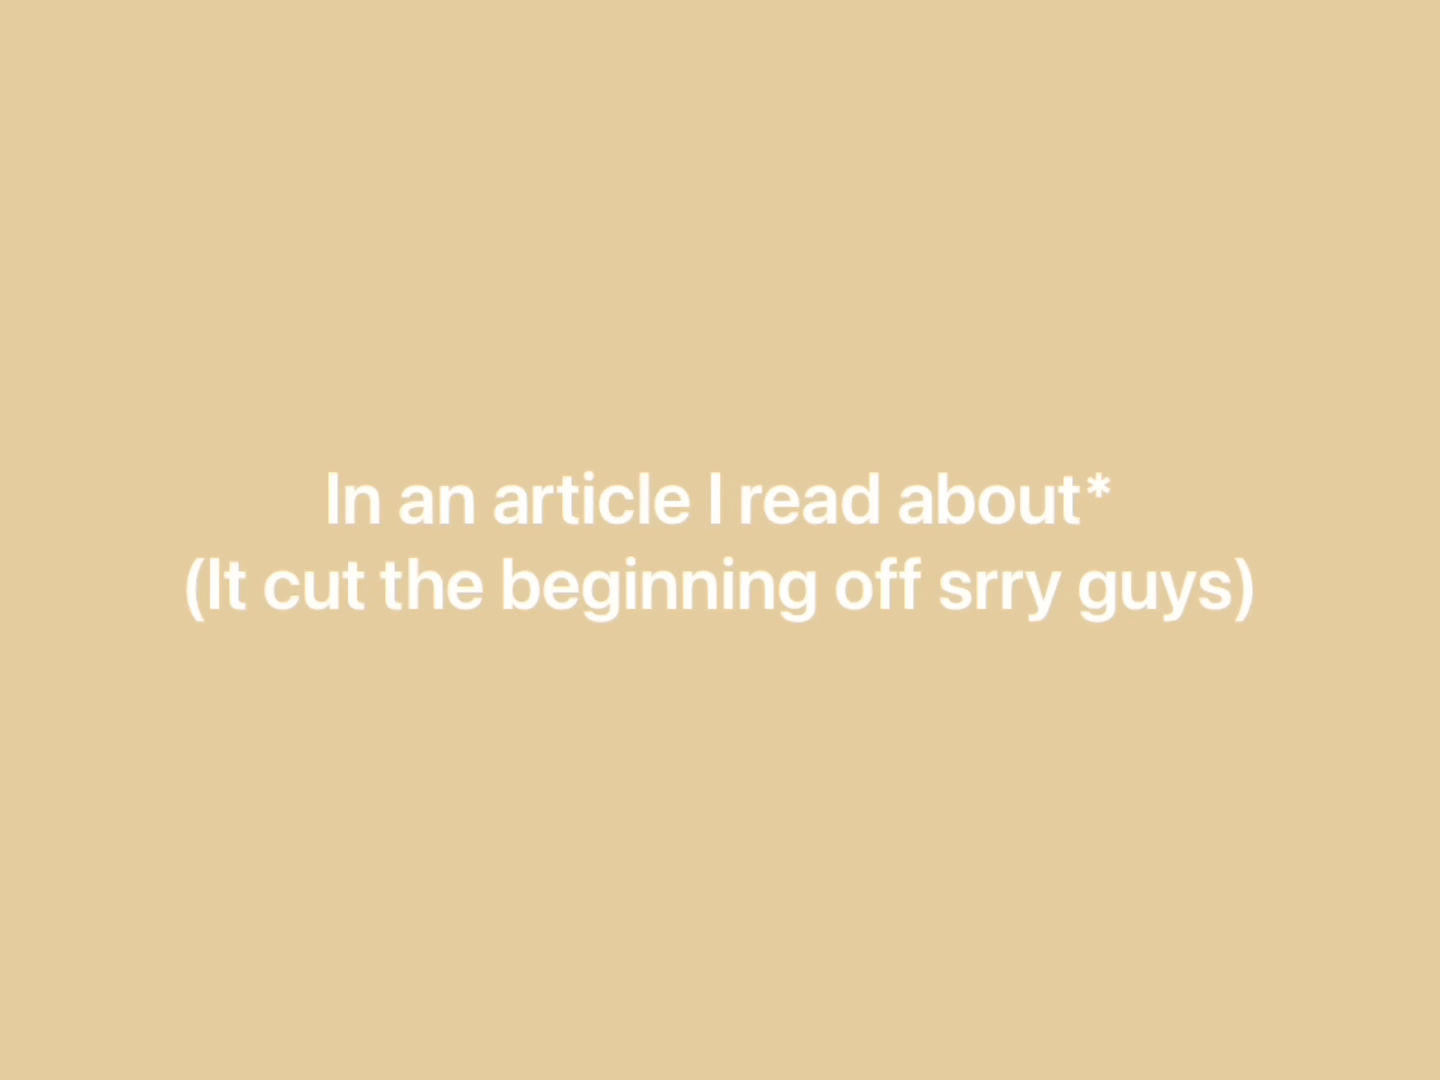 In an article I read about*
(It cut the beginning off srry guys)